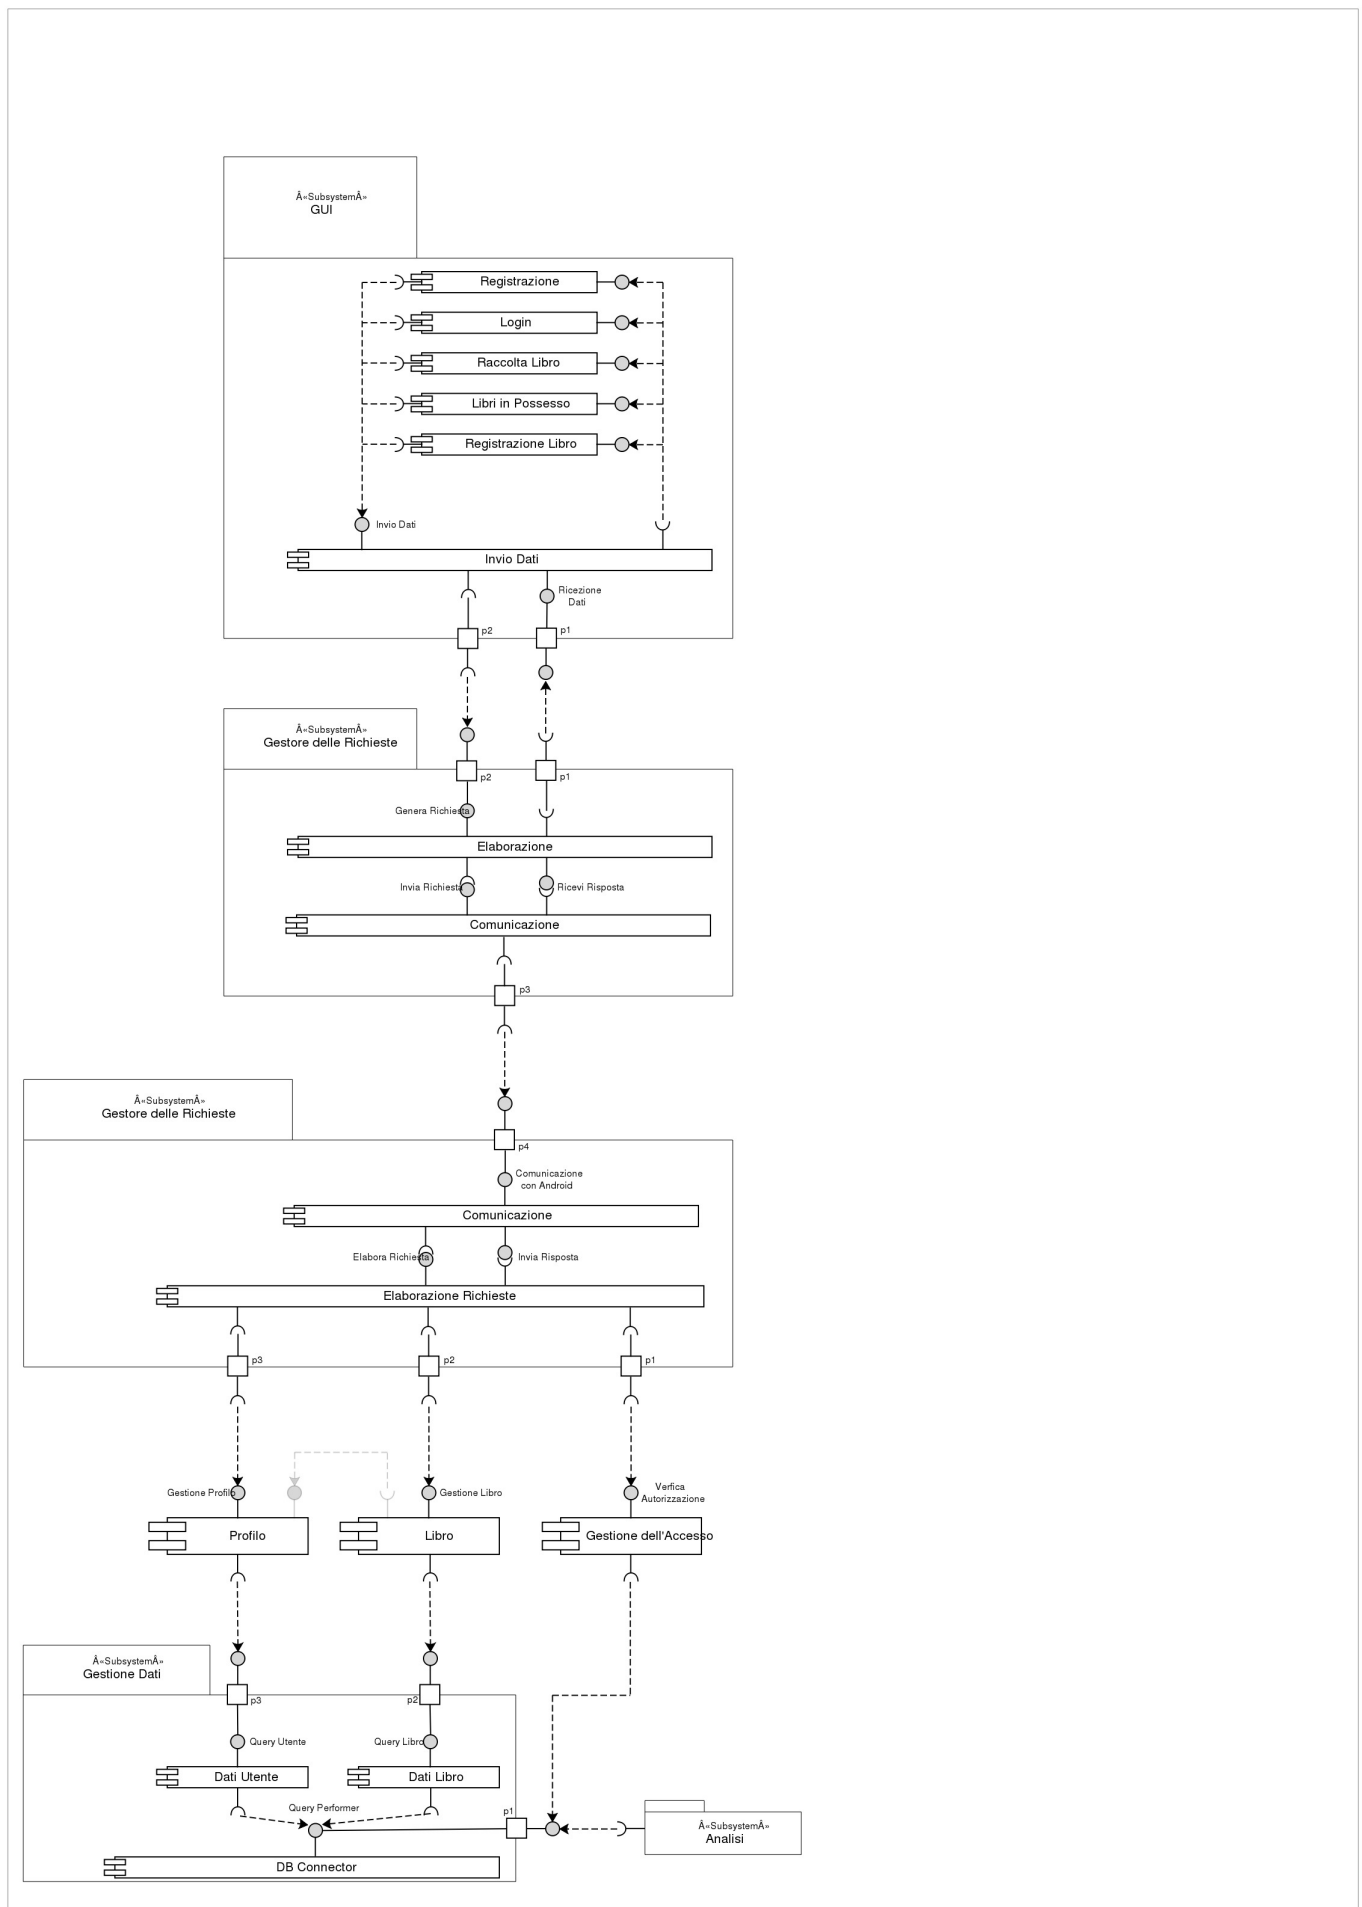 Â«SubsystemÂ»
GUI
Registrazione
Login
Raccolta Libro
Libri in Possesso
Registrazione Libro
Invio Dati
Invio Dati
Ricezione
Dati
p2
p1
Â«SubsystemÂ»
Gestore delle Richieste
p2
p1
Genera Richiesta
Elaborazione
Invia Richiesta
Ricevi Risposta
Comunicazione
p3
Â«SubsystemÂ»
Gestore delle Richieste
p4
Comunicazione
con Android
Comunicazione
Elabora Richiesta
Invia Risposta
Elaborazione Richieste
p3
p2
p1
Gestione Profilo
Gestione Libro
Verfica
Autorizzazione
Profilo
Libro
Gestione dell'Accesso
Â«SubsystemÂ»
Gestione Dati
p3
p2
Query Utente
Query Libro
Dati Utente
Dati Libro
Query Performer
p1
Â«SubsystemÂ»
Analisi
DB Connector